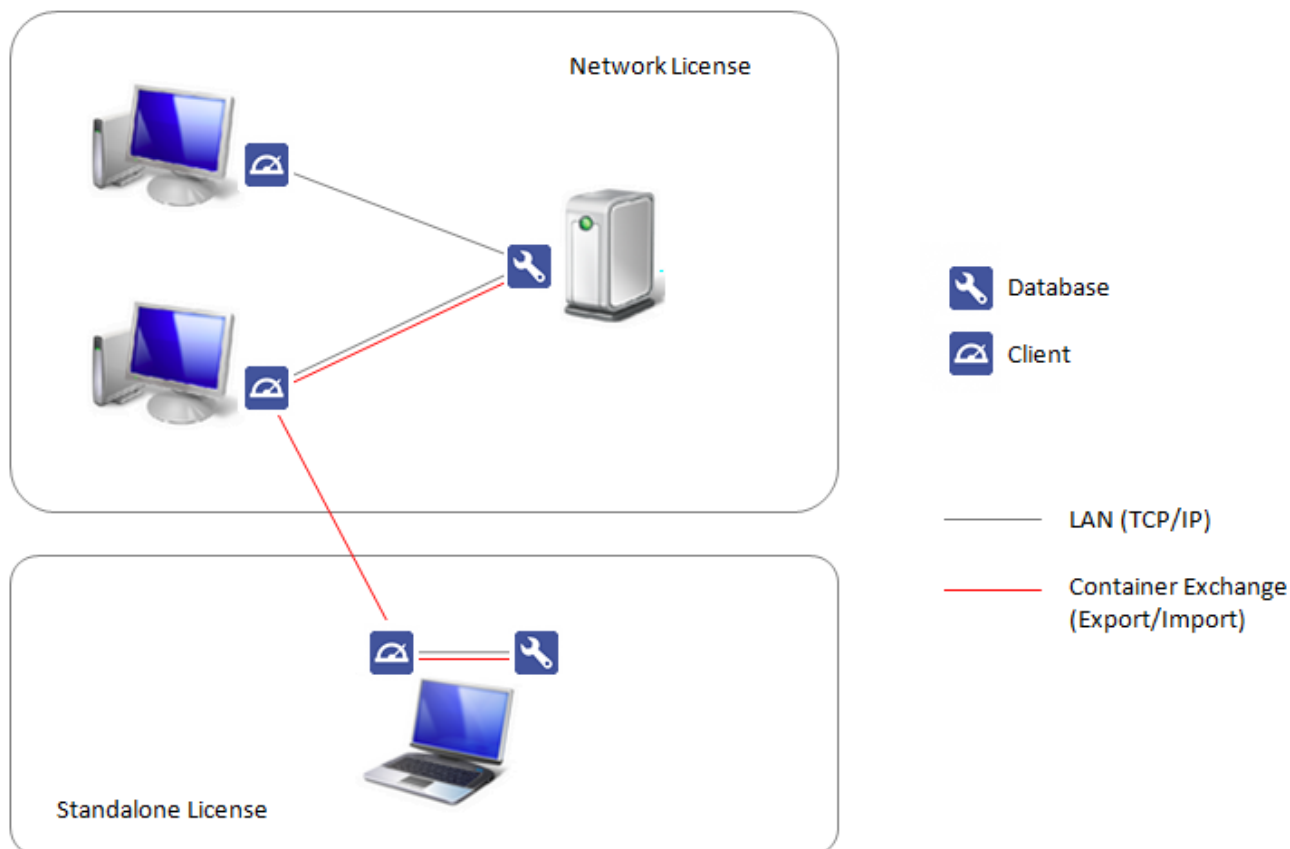 Network License
Database
Client
LAN (TCP/IP)
Container Exchange
(Export/Import)
Standalone License